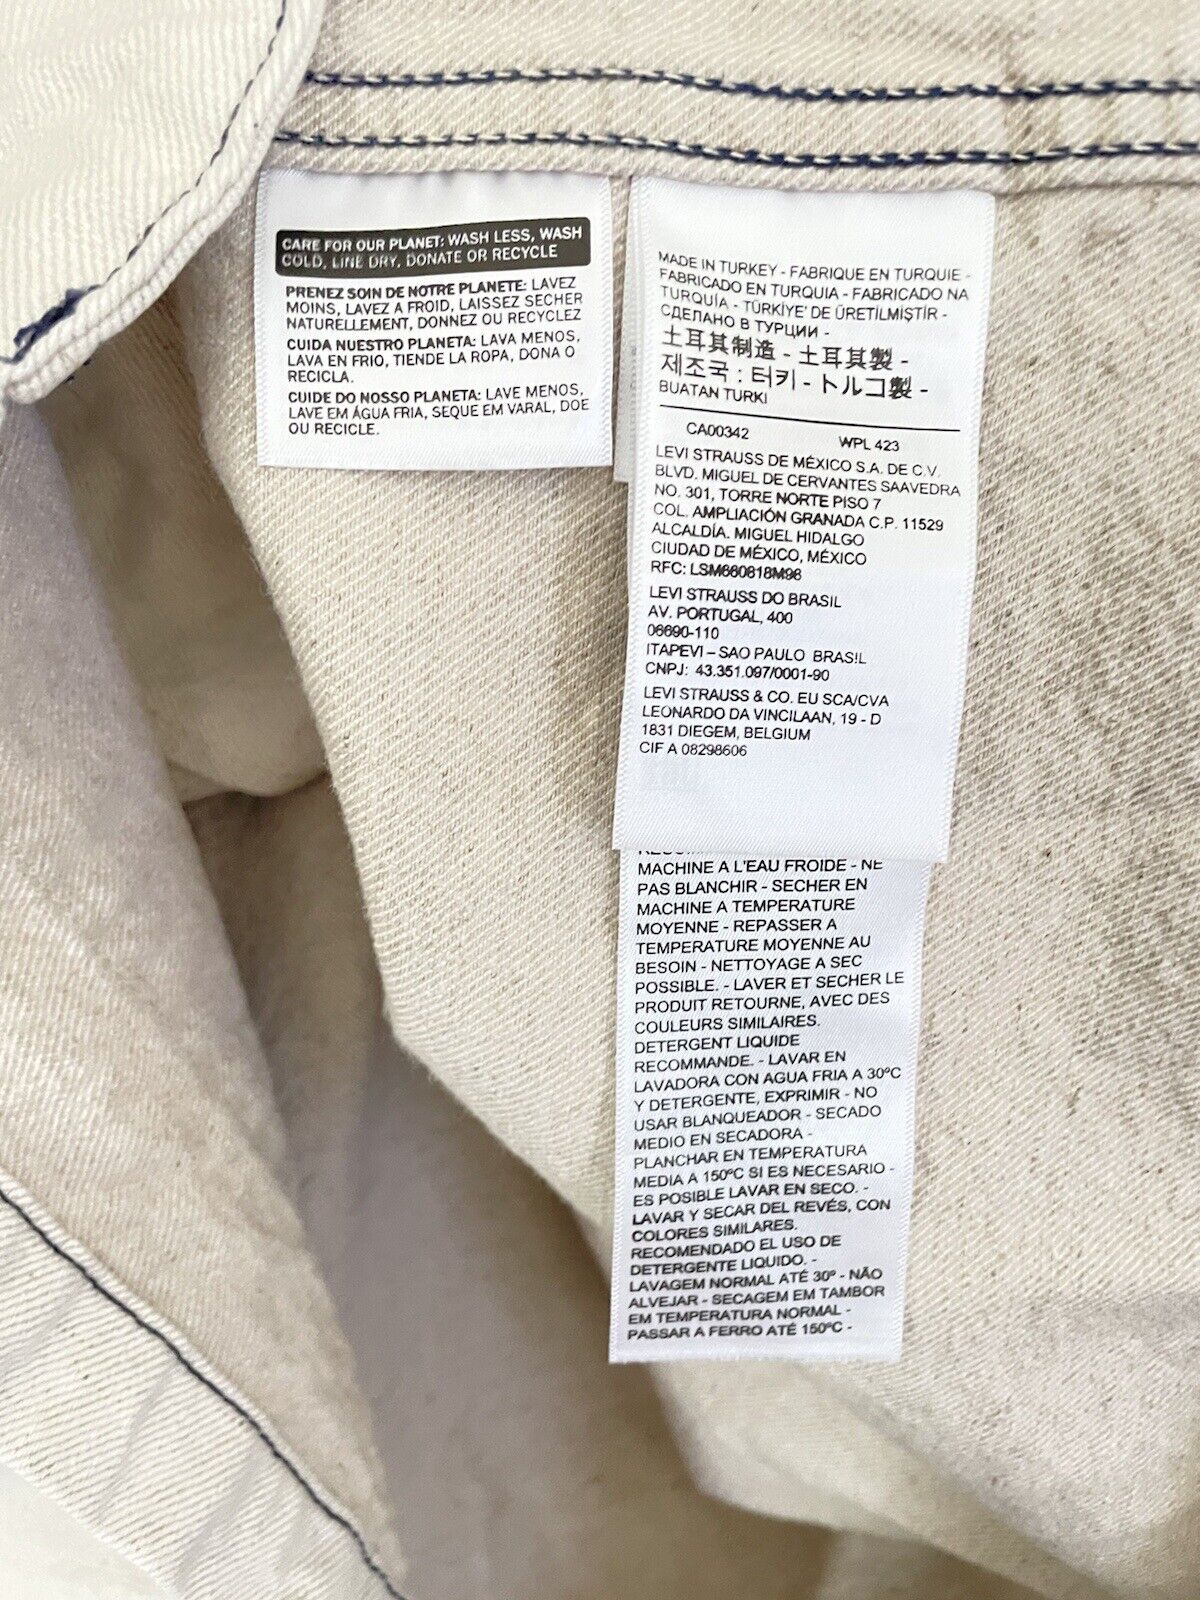 CARE FOR OUR PLANET: WASH LESS, WASH
COLD, LINE DRY, DONATE OR RECYCLE
PRENEZ SOIN DE NOTRE PLANETE: LAVEZ
MOINS, LAVEZ A FROID, LAISSEZ SECHER
NATURELLEMENT, DONNEZ OU RECYCLEZ
CUIDA NUESTRO PLANETA: LAVA MENOS,
LAVA EN FRIO, TIENDE LA ROPA, DONA O
RECICLA.
CUIDE DO NOSSO PLANETA: LAVE MENOS,
LAVE EM ÁGUA FRIA, SEQUE EM VARAL, DOE
OU RECICLE.
MADE IN TURKEY - FABRIQUE EN TURQUIE -
FABRICADO EN TURQUIA - FABRICADO NA
TURQUÍA - TÜRKİYE' DE ÜRETİLMİŞTİR -
СДЕЛАНО В ТУРЦИИ -
土耳其制造 - 土耳其製 -
제조국 : 터키 - トルコ製 -
BUATAN TURKI
CA00342 WPL 423
LEVI STRAUSS DE MÉXICO S.A. DE C.V.
BLVD. MIGUEL DE CERVANTES SAAVEDRA
NO. 301, TORRE NORTE PISO 7
COL. AMPLIACIÓN GRANADA C.P. 11529
ALCALDÍA. MIGUEL HIDALGO
CIUDAD DE MÉXICO, MÉXICO
RFC: LSM860818M98
LEVI STRAUSS DO BRASIL
AV. PORTUGAL, 400
06690-110
ITAPEVI – SAO PAULO BRASIL
CNPJ: 43.351.097/0001-90
LEVI STRAUSS & CO. EU SCA/CVA
LEONARDO DA VINCILAAN, 19 - D
1831 DIEGEM, BELGIUM
CIF A 08298606
MACHINE A L'EAU FROIDE - NE
PAS BLANCHIR - SECHER EN
MACHINE A TEMPERATURE
MOYENNE - REPASSER A
TEMPERATURE MOYENNE AU
BESOIN - NETTOYAGE A SEC
POSSIBLE. - LAVER ET SECHER LE
PRODUIT RETOURNE, AVEC DES
COULEURS SIMILAIRES.
DETERGENT LIQUIDE
RECOMMANDE. - LAVAR EN
LAVADORA CON AGUA FRIA A 30ºC
Y DETERGENTE, EXPRIMIR - NO
USAR BLANQUEADOR - SECADO
MEDIO EN SECADORA -
PLANCHAR EN TEMPERATURA
MEDIA A 150ºC SI ES NECESARIO -
ES POSIBLE LAVAR EN SECO. -
LAVAR Y SECAR DEL REVÉS, CON
COLORES SIMILARES.
RECOMENDADO EL USO DE
DETERGENTE LIQUIDO. -
LAVAGEM NORMAL ATÉ 30º - NÃO
ALVEJAR - SECAGEM EM TAMBOR
EM TEMPERATURA NORMAL -
PASSAR A FERRO ATÉ 150ºC -